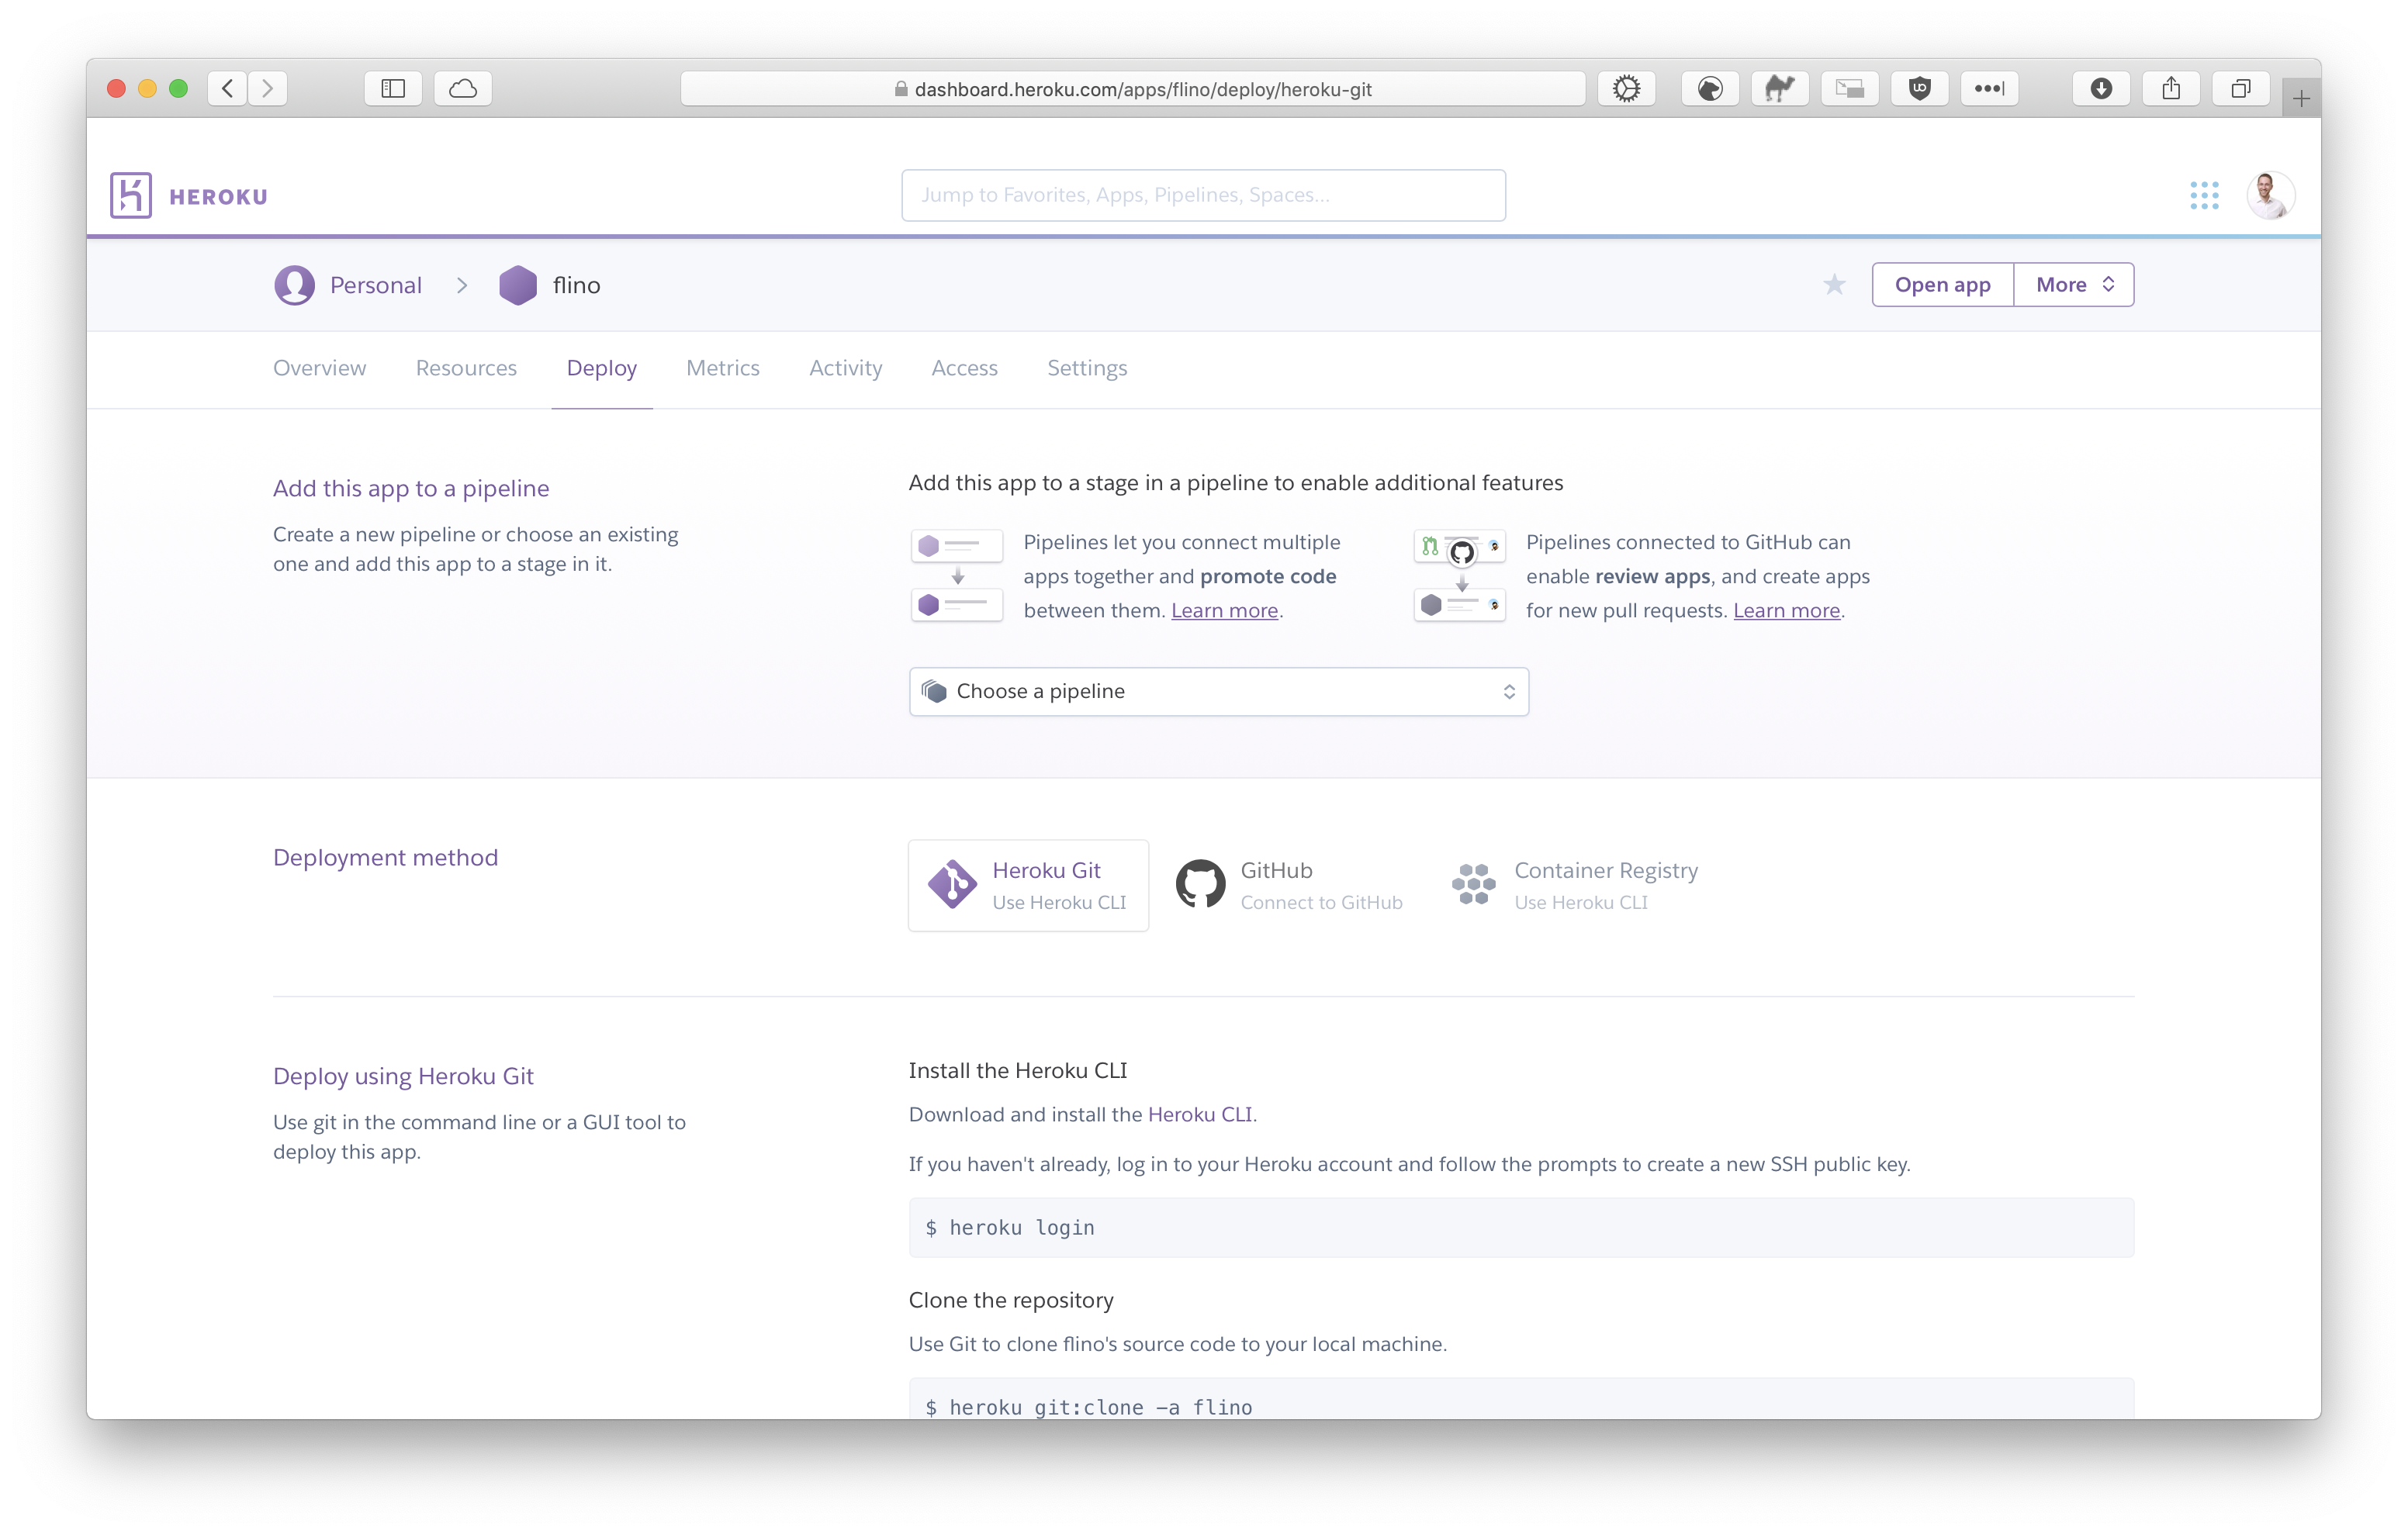 dashboard.heroku.com/apps/flino/deploy/heroku-git
HEROKU
Jump to Favorites, Apps, Pipelines, Spaces...
Personal
flino
Open app
More
Overview
Resources
Deploy
Metrics
Activity
Access
Settings
Add this app to a pipeline
Create a new pipeline or choose an existing
one and add this app to a stage in it.
Add this app to a stage in a pipeline to enable additional features
Pipelines let you connect multiple
apps together and promote code
between them. Learn more.
Pipelines connected to GitHub can
enable review apps, and create apps
for new pull requests. Learn more.
Choose a pipeline
Deployment method
Heroku Git
Use Heroku CLI
GitHub
Connect to GitHub
Container Registry
Use Heroku CLI
Deploy using Heroku Git
Use git in the command line or a GUI tool to
deploy this app.
Install the Heroku CLI
Download and install the Heroku CLI.
If you haven't already, log in to your Heroku account and follow the prompts to create a new SSH public key.
$ heroku login
Clone the repository
Use Git to clone flino's source code to your local machine.
$ heroku git:clone -a flino